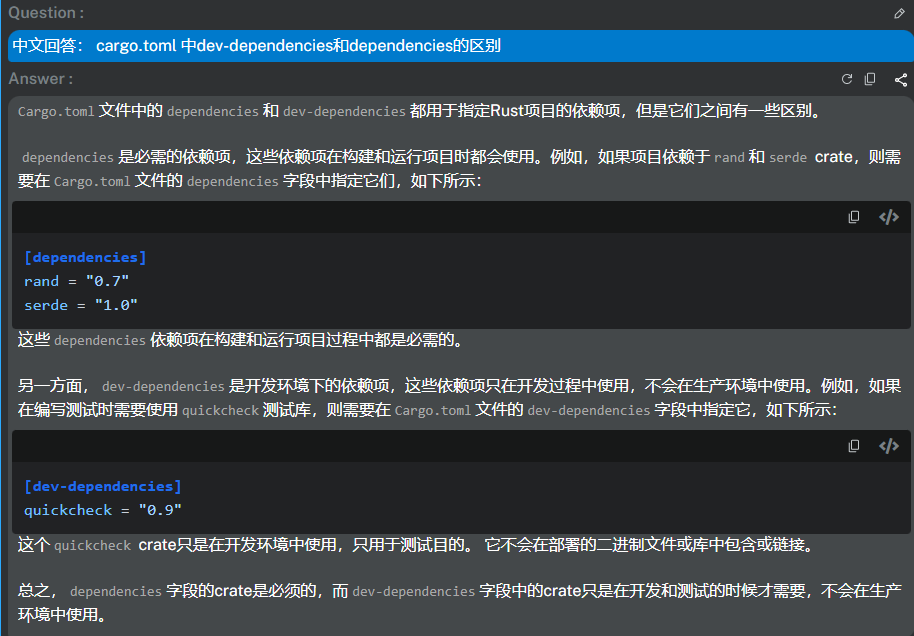 Question :
中文回答： cargo.toml 中dev-dependencies和dependencies的区别
Answer :
Cargo.toml 文件中的 dependencies 和 dev-dependencies 都用于指定Rust项目的依赖项，但是它们之间有一些区别。
dependencies 是必需的依赖项，这些依赖项在构建和运行项目时都会使用。例如，如果项目依赖于 rand 和 serde crate，则需
要在 Cargo.toml 文件的 dependencies 字段中指定它们，如下所示：
[dependencies]
rand = "0.7"
serde = "1.0"
这些 dependencies 依赖项在构建和运行项目过程中都是必需的。
另一方面， dev-dependencies 是开发环境下的依赖项，这些依赖项只在开发过程中使用，不会在生产环境中使用。例如，如果
在编写测试时需要使用 quickcheck 测试库，则需要在 Cargo.toml 文件的 dev-dependencies 字段中指定它，如下所示：
[dev-dependencies]
quickcheck = "0.9"
这个 quickcheck crate只是在开发环境中使用，只用于测试目的。 它不会在部署的二进制文件或库中包含或链接。
总之， dependencies 字段的crate是必须的，而 dev-dependencies 字段中的crate只是在开发和测试的时候才需要，不会在生产
环境中使用。